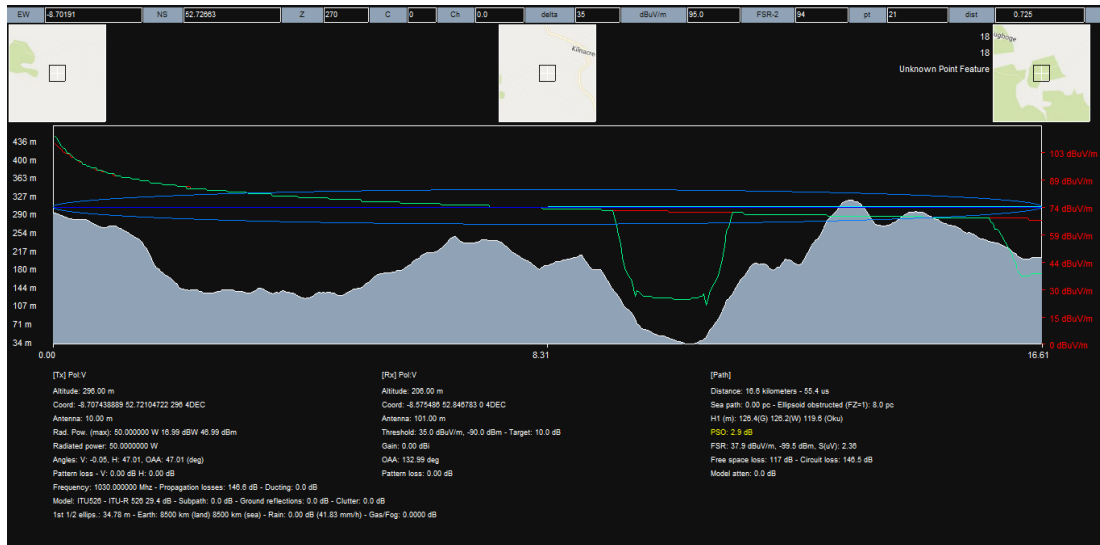 EW -8.70191 NS 52.72663 Z 270 C 0 Ch 0.0 delta 35 dBuV/m 95.0 FSR-2 94 pt 21 dist 0.725
Kilnacre
18 ughoge
18
Unknown Point Feature
436 m
400 m
363 m
327 m
290 m
254 m
217 m
180 m
144 m
107 m
71 m
34 m
103 dBuV/m
89 dBuV/m
74 dBuV/m
59 dBuV/m
44 dBuV/m
30 dBuV/m
15 dBuV/m
0 dBuV/m
0.00 8.31 16.61
[Tx] Pol:V
Altitude: 296.00 m
Coord: -8.707438889 52.72104722 296 4DEC
Antenna: 10.00 m
Rad. Pow. (max): 50.000000 W 16.99 dBW 46.99 dBm
Radiated power: 50.0000000 W
Angles: V: -0.05, H: 47.01, OAA: 47.01 (deg)
Pattern loss - V: 0.00 dB H: 0.00 dB
Frequency: 1030.000000 Mhz - Propagation losses: 146.6 dB - Ducting: 0.0 dB
Model: ITU526 - ITU-R 526 29.4 dB - Subpath: 0.0 dB - Ground reflections: 0.0 dB - Clutter: 0.0 dB
1st 1/2 ellips.: 34.78 m - Earth: 8500 km (land) 8500 km (sea) - Rain: 0.00 dB (41.83 mm/h) - Gas/Fog: 0.0000 dB
[Rx] Pol:V
Altitude: 206.00 m
Coord: -8.575486 52.846783 0 4DEC
Antenna: 101.00 m
Threshold: 35.0 dBuV/m, -90.0 dBm - Target: 10.0 dB
Gain: 0.00 dBi
OAA: 132.99 deg
Pattern loss: 0.00 dB
[Path]
Distance: 16.6 kilometers - 55.4 us
Sea path: 0.00 pc - Ellipsoid obstructed (FZ=1): 8.0 pc
H1 (m): 126.4(G) 126.2(W) 119.6 (Oku)
PSO: 2.9 dB
FSR: 37.9 dBuV/m, -99.5 dBm, S(uV): 2.36
Free space loss: 117 dB - Circuit loss: 146.5 dB
Model atten: 0.0 dB